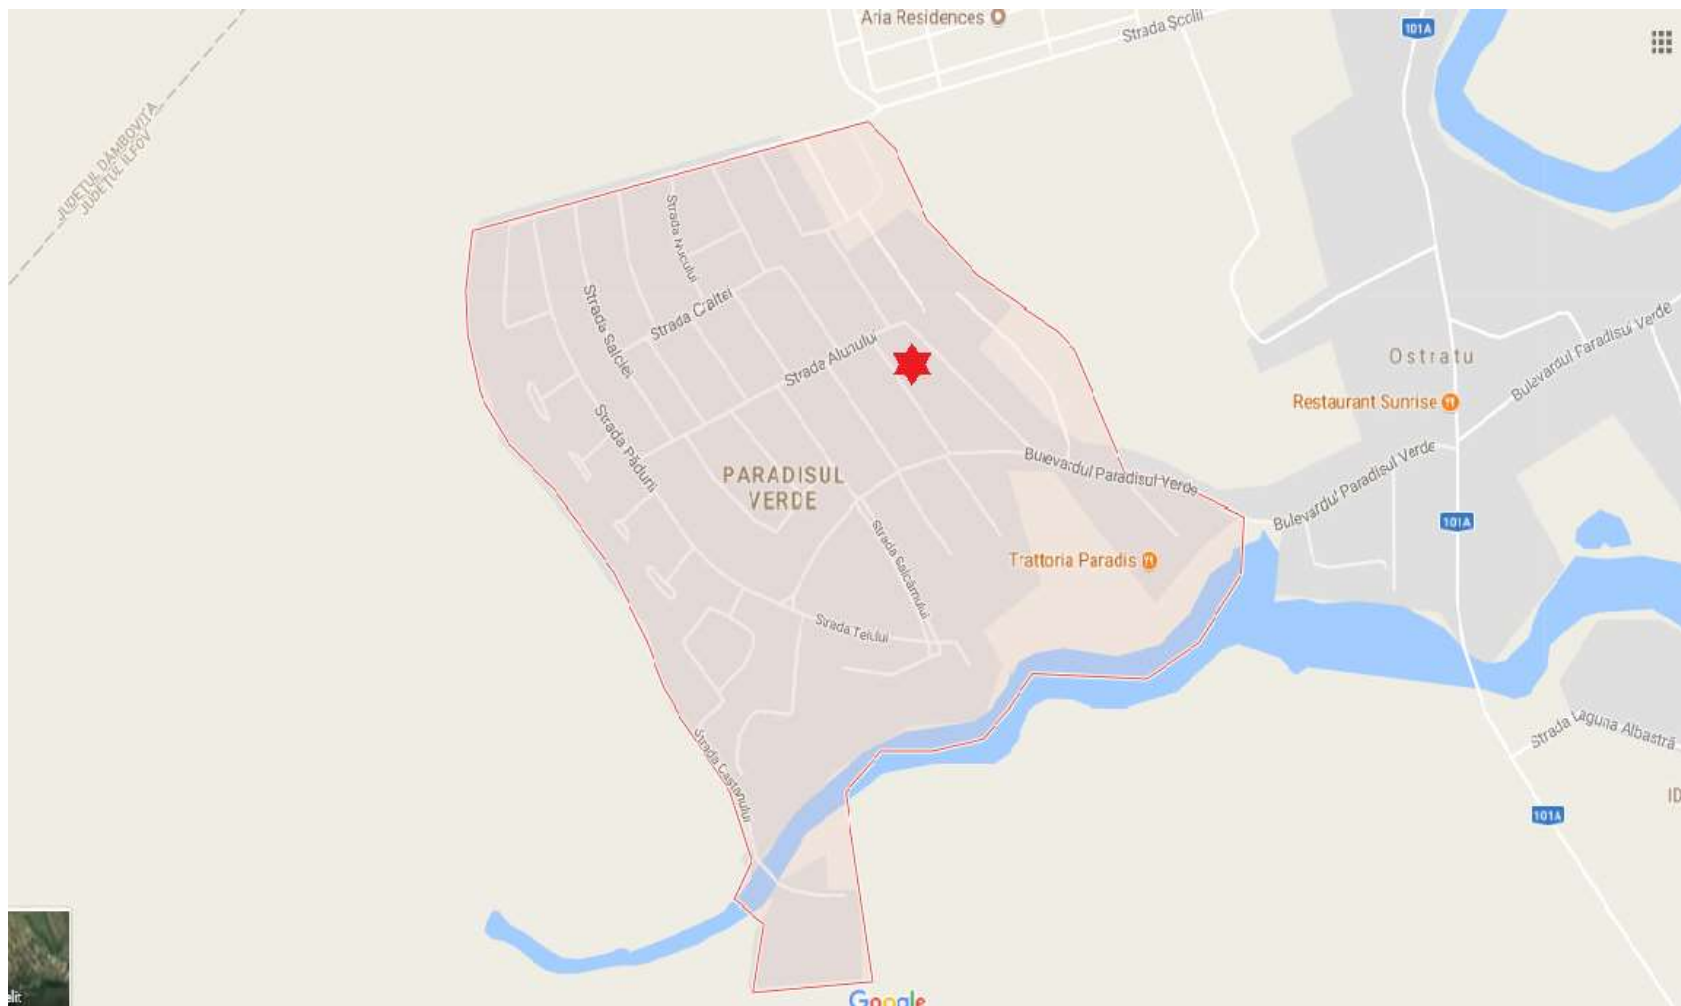 Aria Residences
Strada Școlii
101A
JUDEȚUL DÂMBOVIȚA
JUDEȚUL ILFOV
Strada Nucului
Strada Craitei
Strada Salciei
Strada Alunului
Strada Pădurii
PARADISUL
VERDE
Bulevardul Paradisul Verde
Ostratu
Restaurant Sunrise
Bulevardul Paradisul Verde
Bulevardul Paradisul Verde
101A
Trattoria Paradis
Strada Salcâmului
Strada Teiului
Strada Castanului
Strada Laguna Albastră
ID
101A
Google